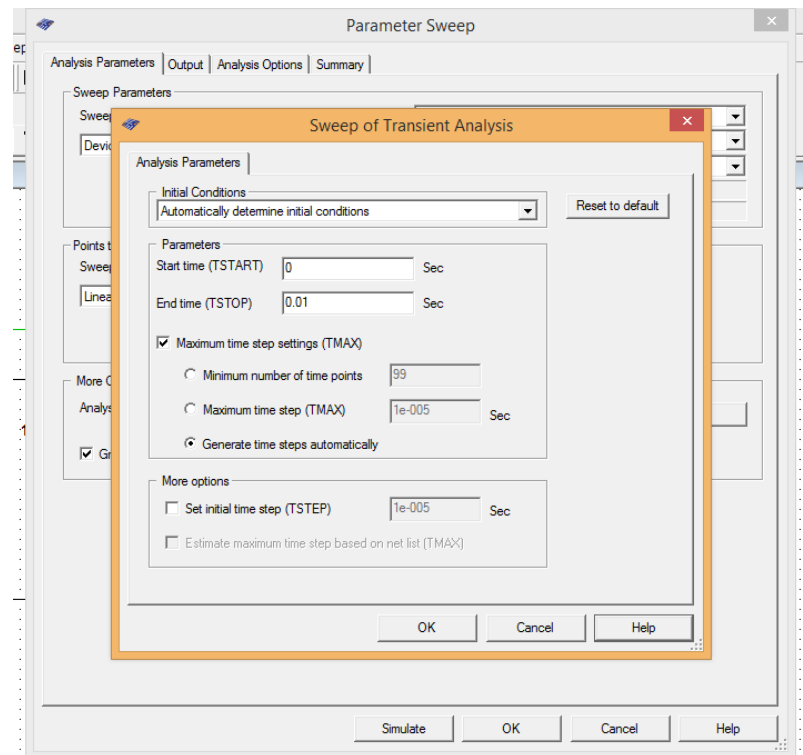 Parameter Sweep
Analysis Parameters
Output
Analysis Options
Summary
Sweep Parameters
Sweep of Transient Analysis
Analysis Parameters
Initial Conditions
Automatically determine initial conditions
Reset to default
Parameters
Start time (TSTART) 0 Sec
End time (TSTOP) 0.01 Sec
Maximum time step settings (TMAX)
Minimum number of time points 99
Maximum time step (TMAX) 1e-005 Sec
Generate time steps automatically
More options
Set initial time step (TSTEP) 1e-005 Sec
Estimate maximum time step based on net list (TMAX)
OK Cancel Help
Simulate OK Cancel Help